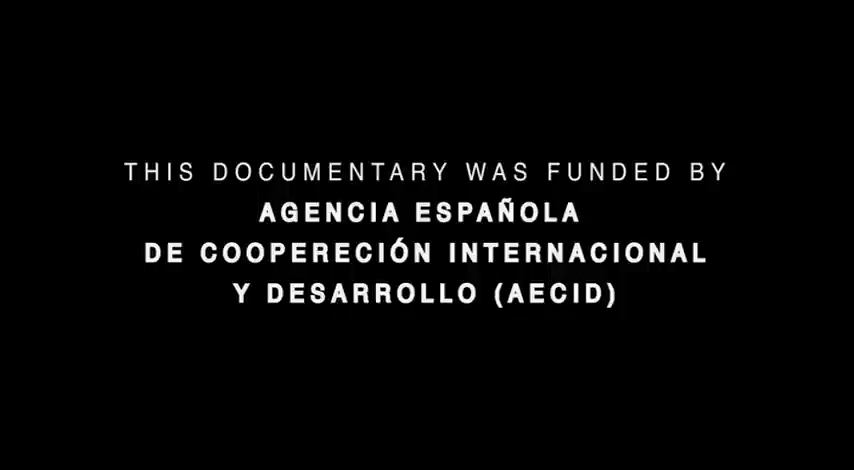 THIS DOCUMENTARY WAS FUNDED BY
AGENCIA ESPAÑOLA
DE COOPERECIÓN INTERNACIONAL
Y DESARROLLO (AECID)